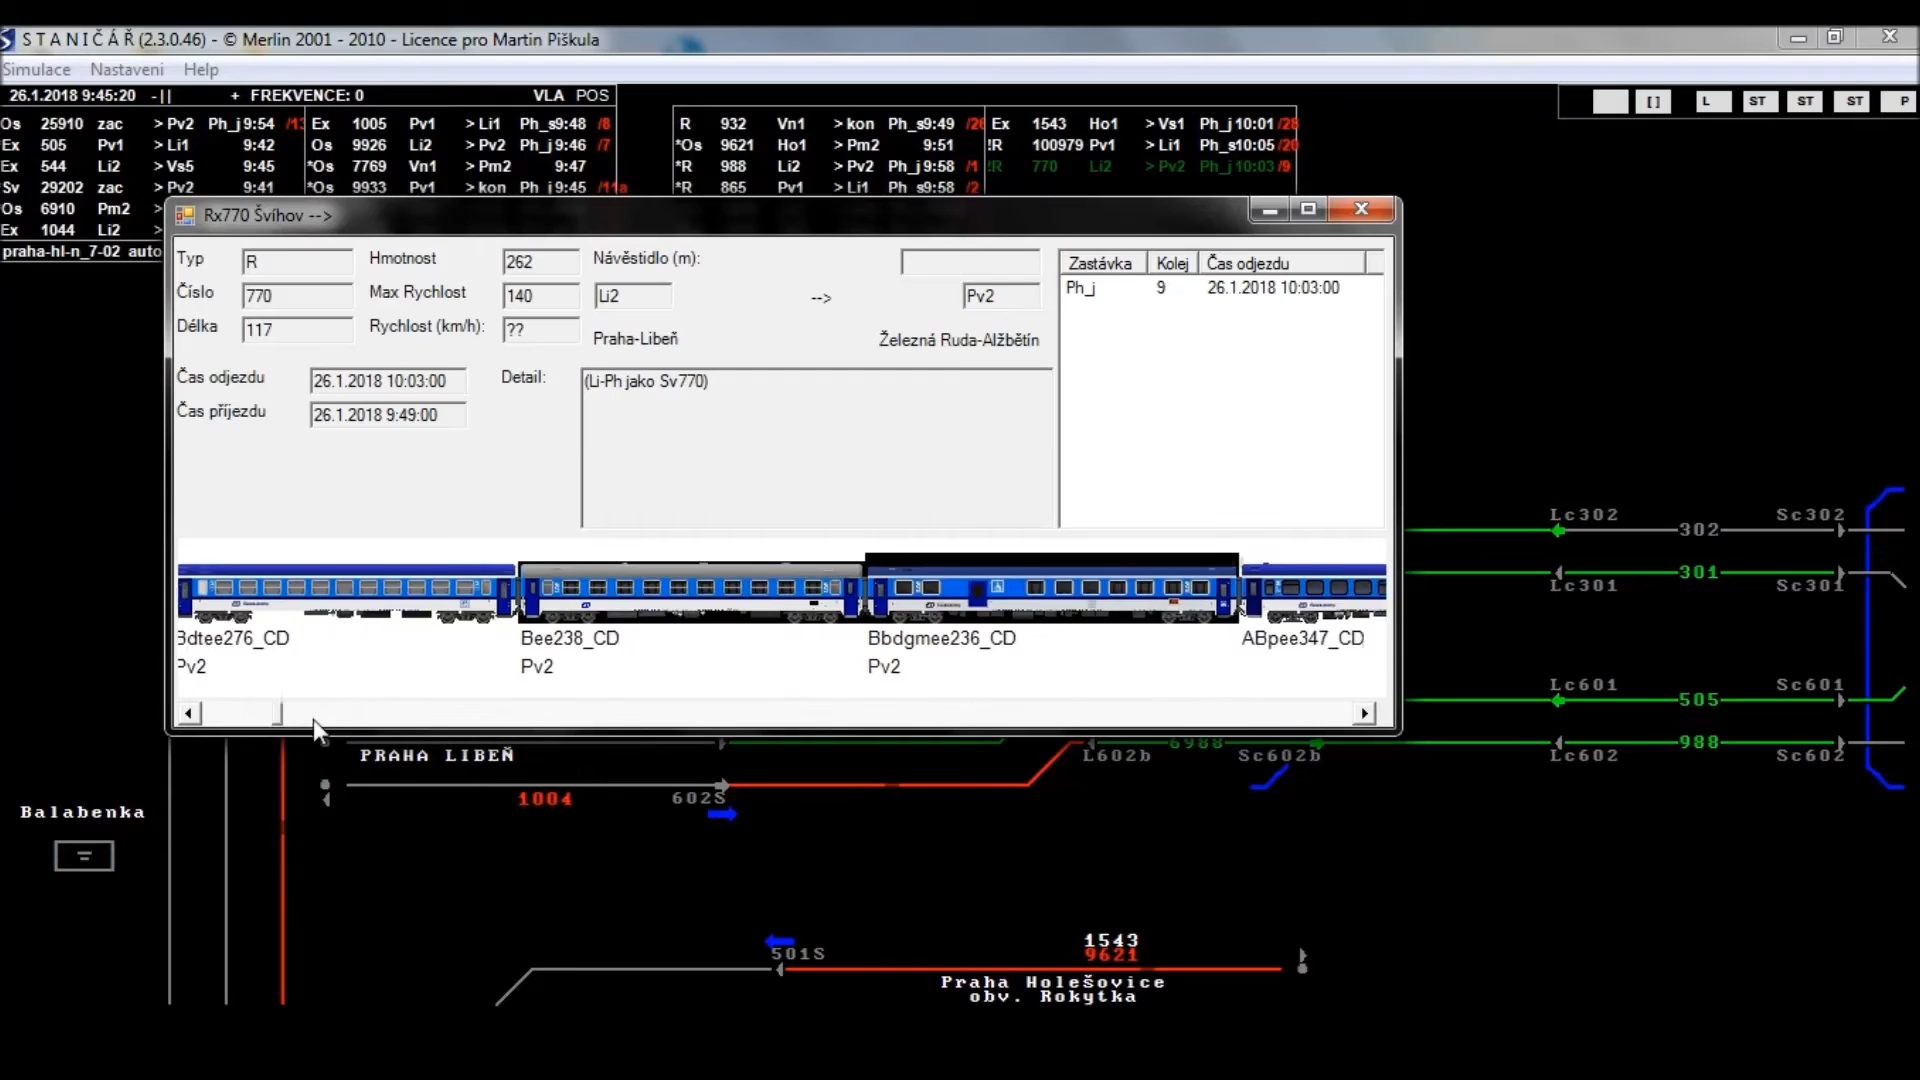 S T A N I Č Á Ř (2.3.0.46) - © Merlin 2001 - 2010 - Licence pro Martin Piškula
Simulace Nastaveni Help
26.1.2018 9:45:20 -|| + FREKVENCE: 0 VLA POS
[ ] L ST ST ST P
Os 25910 zac > Pv2 Ph_j 9:54 Ex 1005 Pv1 > Li1 Ph_s9:48 /8 R 932 Vn1 > kon Ph_s9:49 Ex 1543 Ho1 > Vs1 Ph_j 10:01
*Ex 505 Pv1 > Li1 9:42 Os 9926 Li2 > Pv2 Ph_j 9:46 /7 *Os 9621 Ho1 > Pm2 9:51 !R 100979 Pv1 > Li1 Ph_s10:05
Ex 544 Li2 > Vs5 9:45 *Os 7769 Vn1 > Pm2 9:47 *R 988 Li2 > Pv2 Ph_j 9:58 /1 !R 770 Li2 > Pv2 Ph_j 10:03 /9
*Sv 29202 zac > Pv2 9:41 *Os 9933 Pv1 > kon Ph_j 9:45 /11a *R 865 Pv1 > Li1 Ph_s9:58 /2
Os 6910 Pm2 >
Ex 1044 Li2 >
praha-hl-n_7-02 auto
Rx770 Švíhov -->
Typ R Hmotnost 262 Návěstidlo (m):
Číslo 770 Max Rychlost 140 Li2 --> Pv2
Délka 117 Rychlost (km/h): ?? Praha-Libeň Železná Ruda-Alžbětín
Čas odjezdu 26.1.2018 10:03:00 Detail: (Li-Ph jako Sv770)
Čas příjezdu 26.1.2018 9:49:00
Zastávka Kolej Čas odjezdu
Ph_j 9 26.1.2018 10:03:00
Bdtee276_CD Bee238_CD Bbdgmee236_CD ABpee347_CD
Pv2 Pv2 Pv2
Lc302 302 Sc302
301
Lc301 Sc301
Lc601 505 Sc601
6988 988
PRAHA LIBEŇ L602b Sc602b Lc602 Sc602
1004 602S
Balabenka
1543
501S 9621
Praha Holešovice
obv. Rokytka